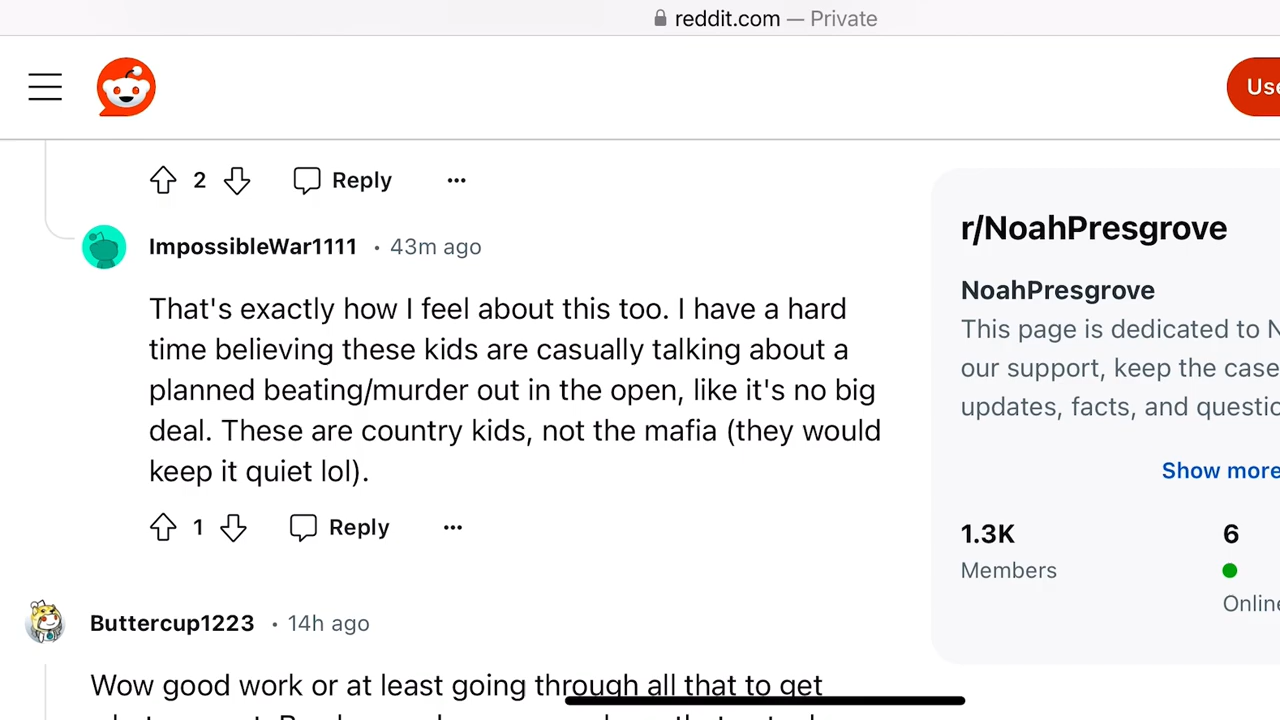 reddit.com — Private
Use
2
Reply
ImpossibleWar1111 • 43m ago
That's exactly how I feel about this too. I have a hard
time believing these kids are casually talking about a
planned beating/murder out in the open, like it's no big
deal. These are country kids, not the mafia (they would
keep it quiet lol).
1
Reply
Buttercup1223 • 14h ago
Wow good work or at least going through all that to get
r/NoahPresgrove
NoahPresgrove
This page is dedicated to N
our support, keep the case
updates, facts, and questio
Show more
1.3K
Members
6
Online